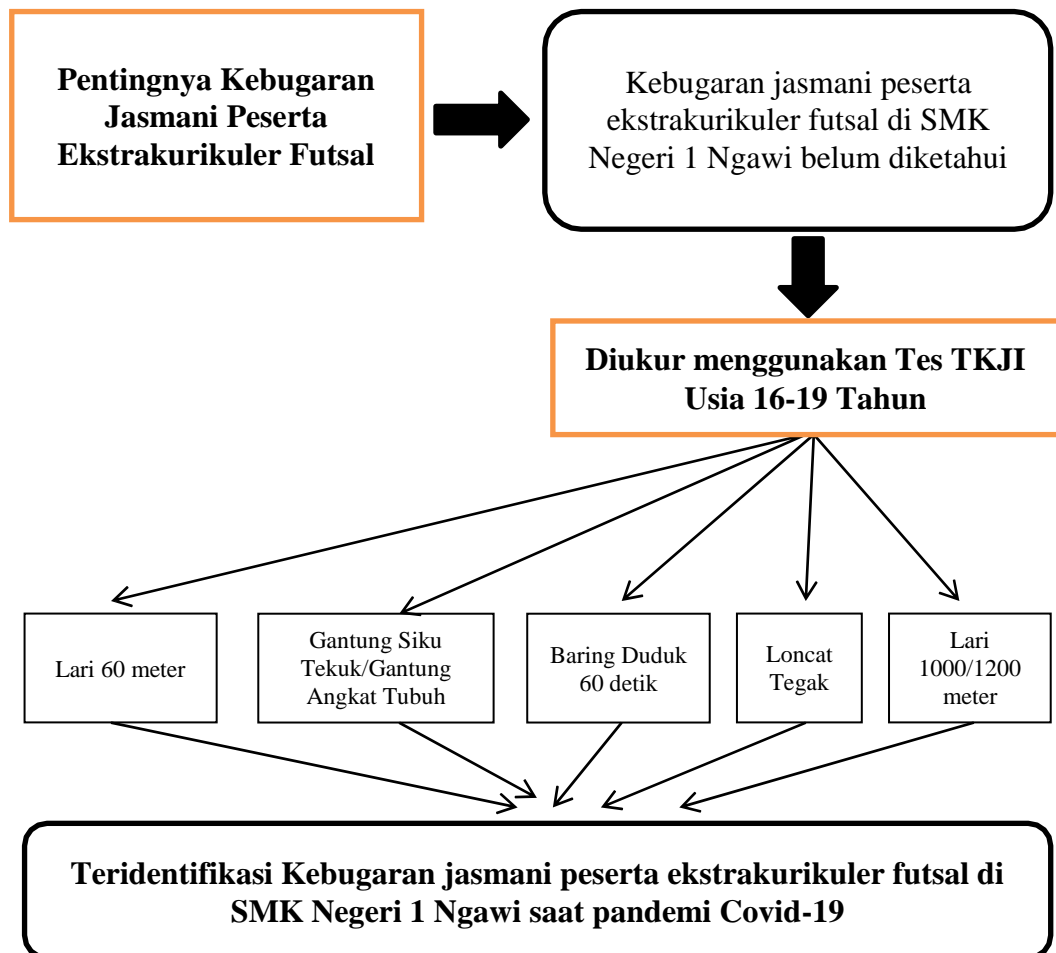 Pentingnya Kebugaran
Jasmani Peserta
Ekstrakurikuler Futsal
Kebugaran jasmani peserta
ekstrakurikuler futsal di SMK
Negeri 1 Ngawi belum diketahui
Diukur menggunakan Tes TKJI
Usia 16-19 Tahun
Lari 60 meter
Gantung Siku
Tekuk/Gantung
Angkat Tubuh
Baring Duduk
60 detik
Loncat
Tegak
Lari
1000/1200
meter
Teridentifikasi Kebugaran jasmani peserta ekstrakurikuler futsal di
SMK Negeri 1 Ngawi saat pandemi Covid-19